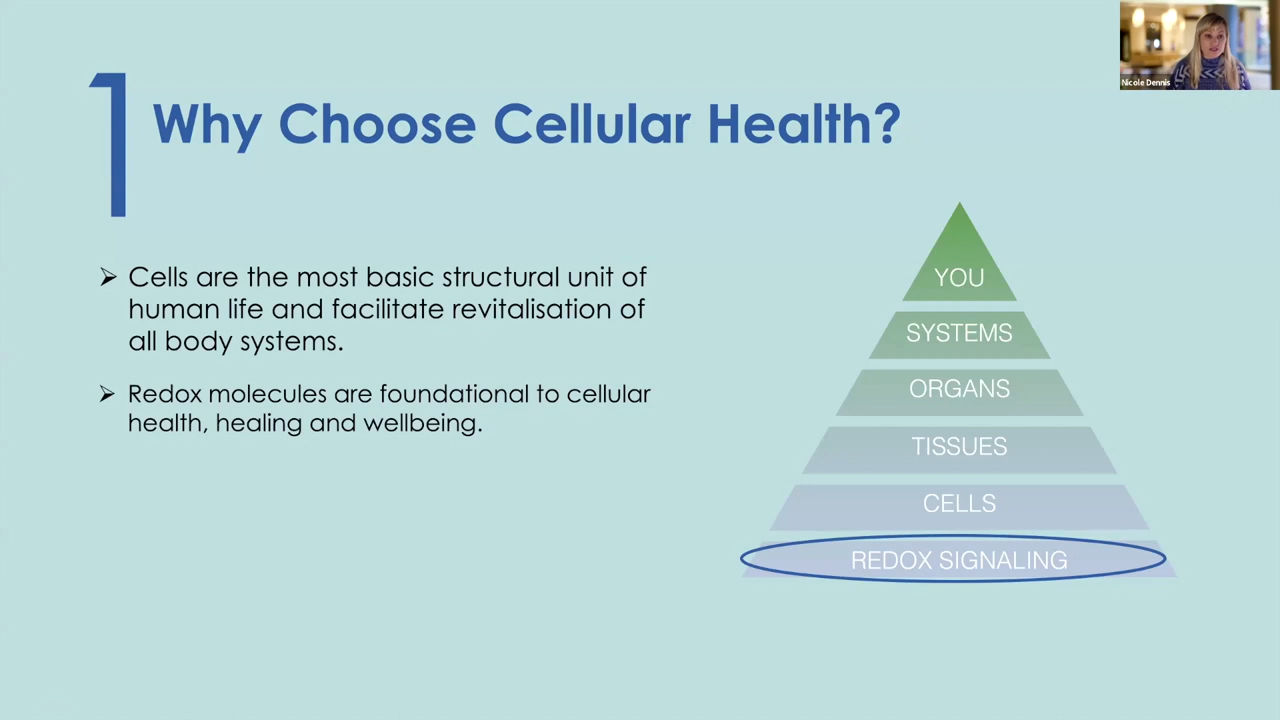 Nicole Dennis
1
Why Choose Cellular Health?
➢ Cells are the most basic structural unit of
human life and facilitate revitalisation of
all body systems.
➢ Redox molecules are foundational to cellular
health, healing and wellbeing.
YOU
SYSTEMS
ORGANS
TISSUES
CELLS
REDOX SIGNALING